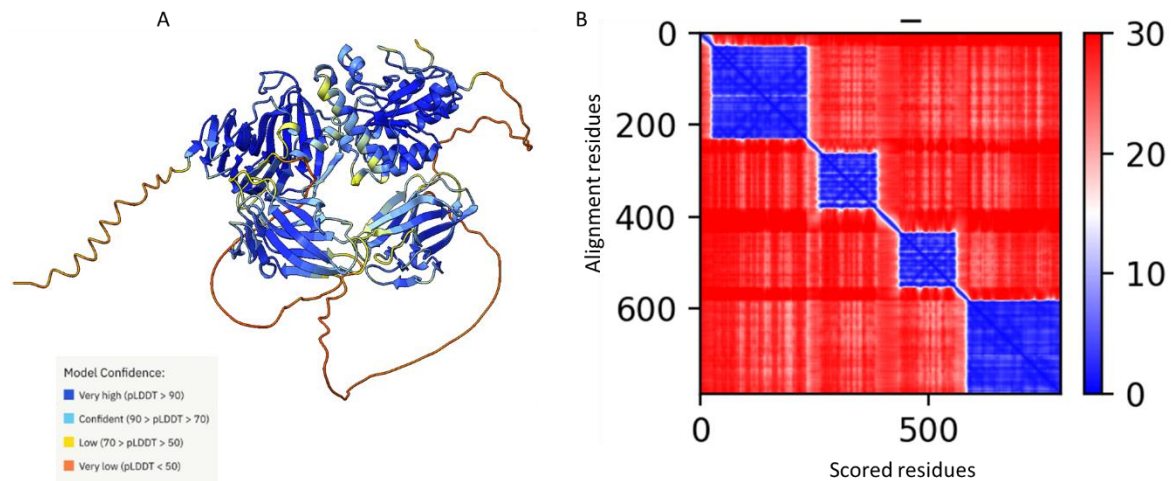 A
Model Confidence:
Very high (pLDDT > 90)
Confident (90 > pLDDT > 70)
Low (70 > pLDDT > 50)
Very low (pLDDT < 50)
B
0
200
400
600
Alignment residues
0
500
Scored residues
30
20
10
0